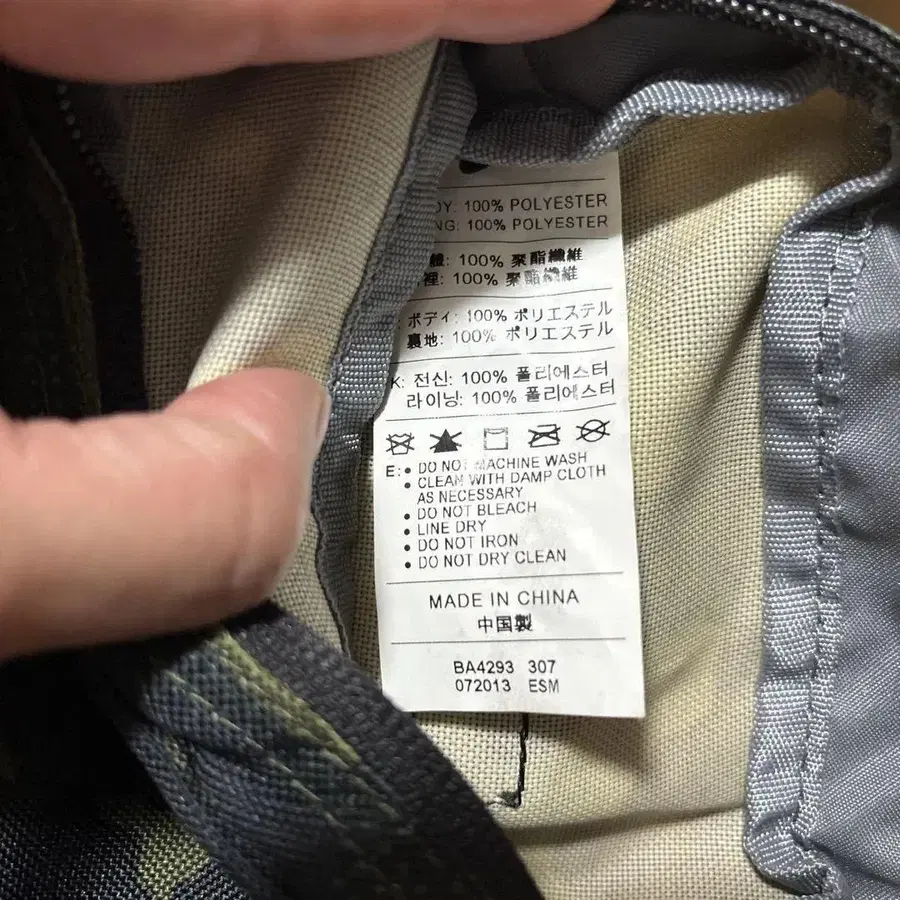 DY: 100% POLYESTER
NG: 100% POLYESTER
體: 100% 聚酯纖維
裡: 100% 聚酯纖維
: ボディ: 100% ポリエステル
裏地: 100% ポリエステル
K: 전신: 100% 폴리에스터
라이닝: 100% 폴리에스터
E: • DO NOT MACHINE WASH
• CLEAN WITH DAMP CLOTH
AS NECESSARY
• DO NOT BLEACH
• LINE DRY
• DO NOT IRON
• DO NOT DRY CLEAN
MADE IN CHINA
中国製
BA4293 307
072013 ESM